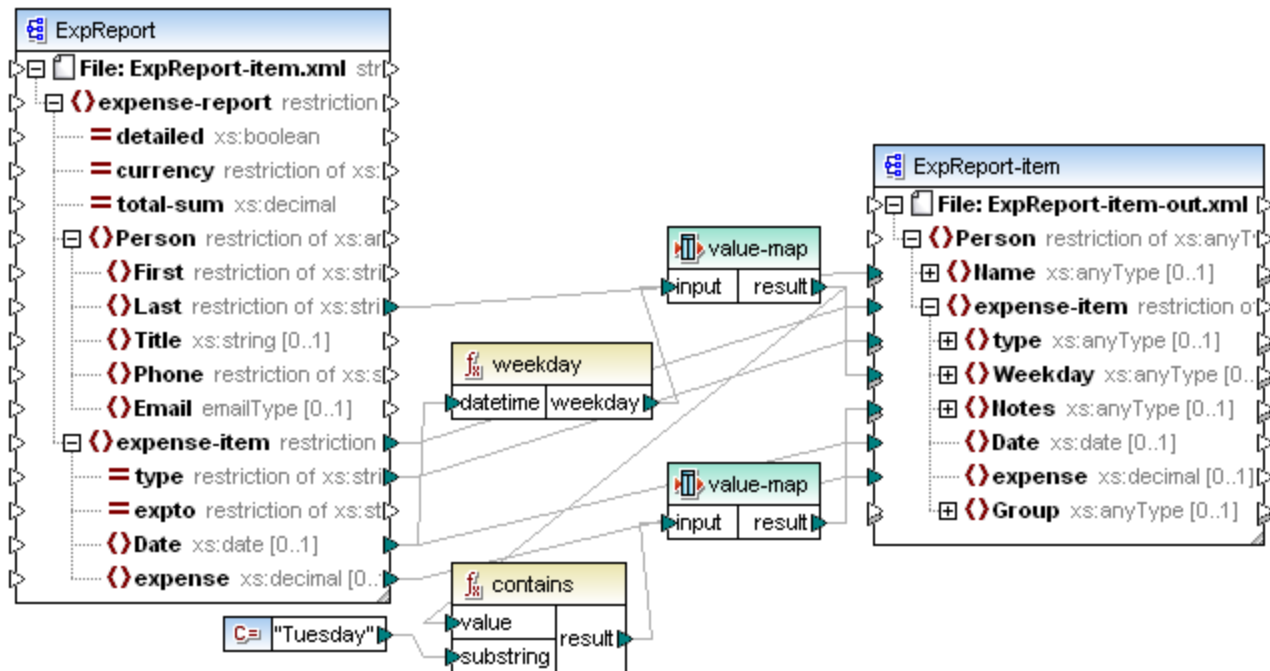 ExpReport
File: ExpReport-item.xml str
expense-report restriction
detailed xs:boolean
currency restriction of xs:
total-sum xs:decimal
Person restriction of xs:an
First restriction of xs:stri
Last restriction of xs:stri
Title xs:string [0..1]
Phone restriction of xs:s
Email emailType [0..1]
expense-item restriction
type restriction of xs:stri
expto restriction of xs:st
Date xs:date [0..1]
expense xs:decimal [0..
C= "Tuesday"
fx weekday
datetime weekday
fx contains
value
result
substring
value-map
input result
value-map
input result
ExpReport-item
File: ExpReport-item-out.xml
Person restriction of xs:anyT
Name xs:anyType [0..1]
expense-item restriction o
type xs:anyType [0..1]
Weekday xs:anyType [0..
Notes xs:anyType [0..1]
Date xs:date [0..1]
expense xs:decimal [0..1]
Group xs:anyType [0..1]